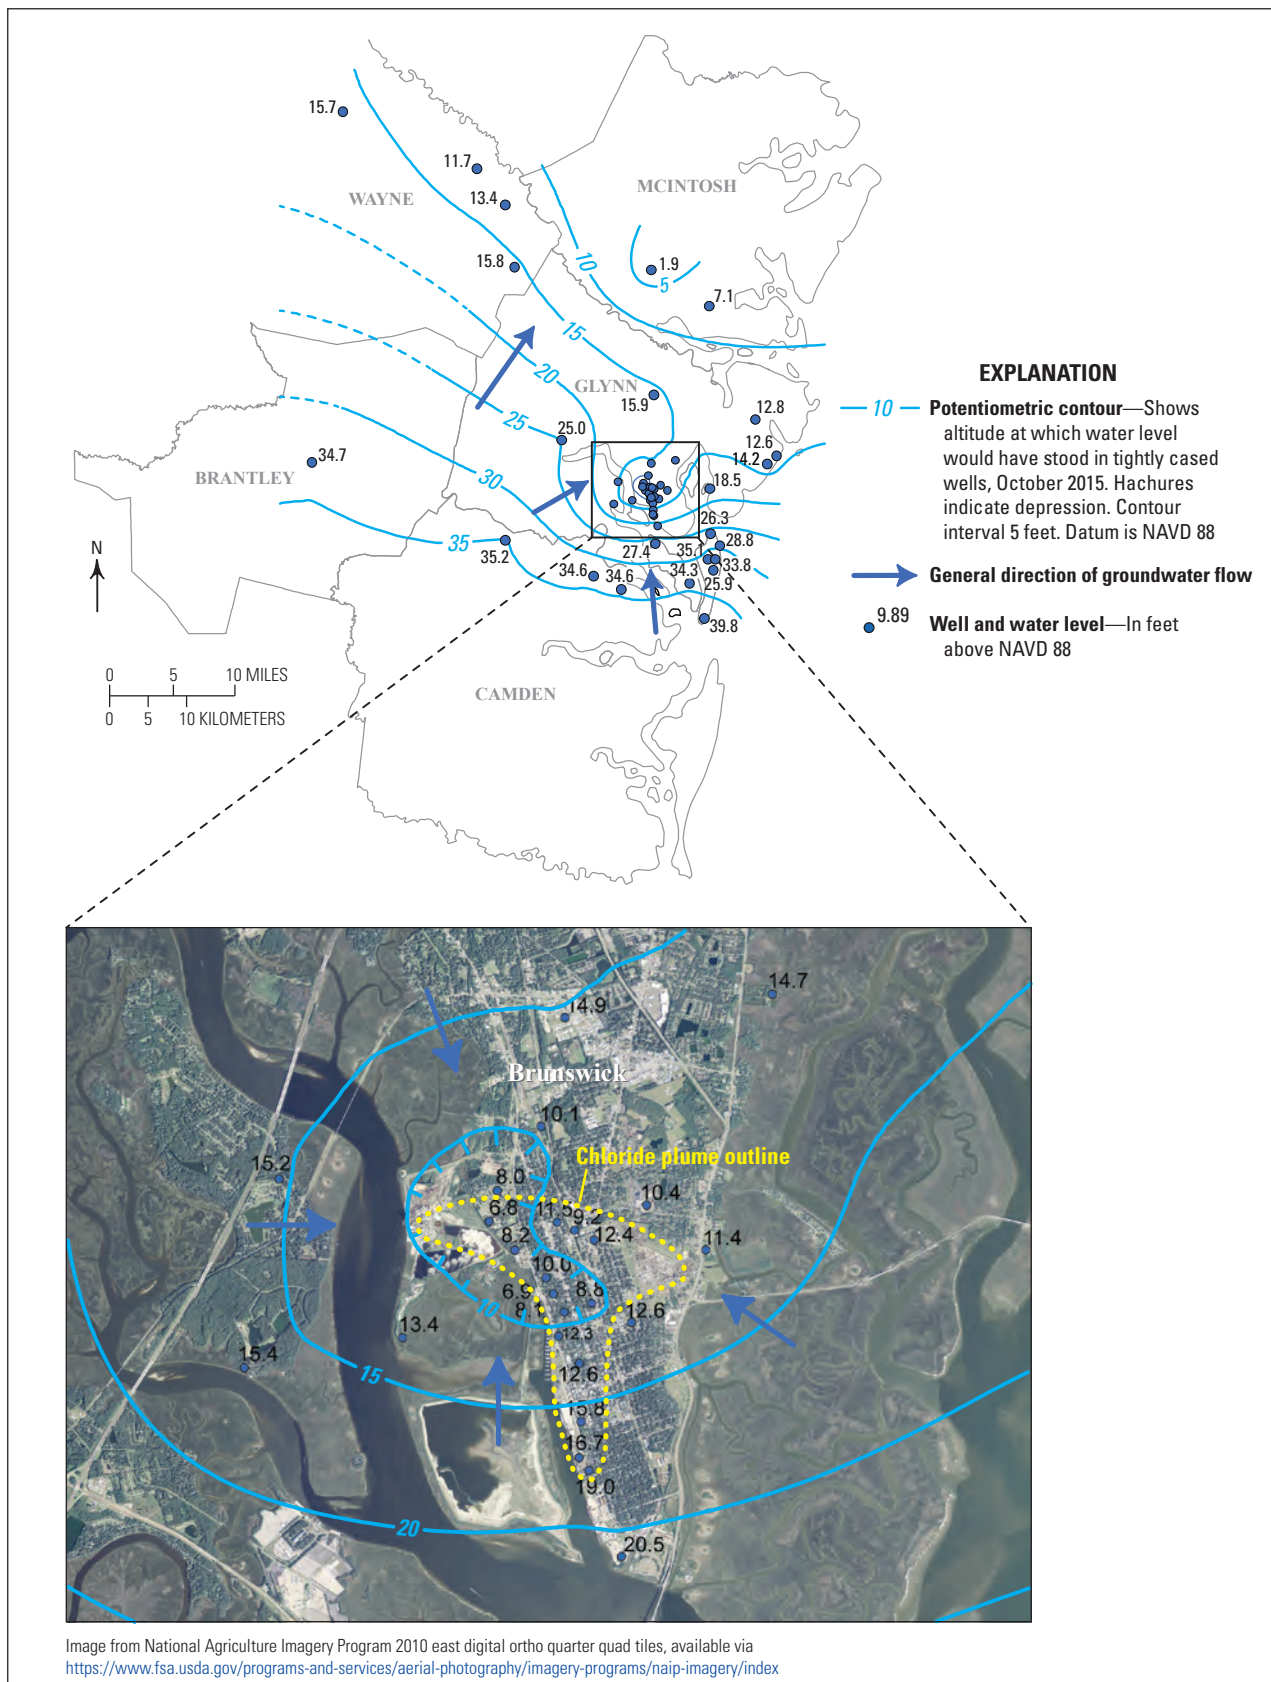 15.7
11.7
MCINTOSH
WAYNE
13.4
10
15.8
1.9
5
7.1
15
20
GLYNN
15.9
25
25.0
12.8
12.6
14.2
BRANTLEY
34.7
30
18.5
26.3
35
35.2
27.4
35.1
28.8
33.8
34.6
34.6
34.3
25.9
39.8
CAMDEN
N
0 5 10 MILES
0 5 10 KILOMETERS
EXPLANATION
10
Potentiometric contour—Shows
altitude at which water level
would have stood in tightly cased
wells, October 2015. Hachures
indicate depression. Contour
interval 5 feet. Datum is NAVD 88
General direction of groundwater flow
9.89
Well and water level—In feet
above NAVD 88
14.7
14.9
Brunswick
10.1
Chloride plume outline
15.2
8.0
10.4
6.8
11.5
9.2
12.4
8.2
11.4
10.0
6.9
8.8
10
8.1
12.6
13.4
12.3
15.4
15
12.6
15.8
16.7
19.0
20
20.5
Image from National Agriculture Imagery Program 2010 east digital ortho quarter quad tiles, available via
https://www.fsa.usda.gov/programs-and-services/aerial-photography/imagery-programs/naip-imagery/index